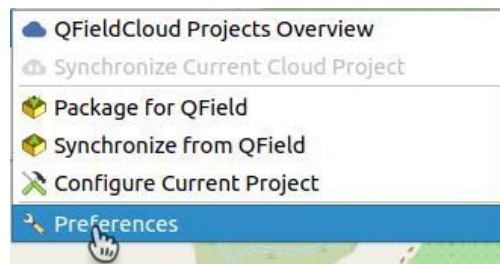 QFieldCloud Projects Overview
Synchronize Current Cloud Project
Package for QField
Synchronize from QField
Configure Current Project
Preferences